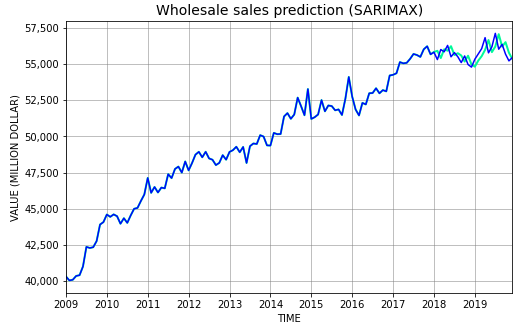 Wholesale sales prediction (SARIMAX)
57,500
55,000
52,500
50,000
47,500
45,000
42,500
40,000
VALUE (MILLION DOLLAR)
2009 2010 2011 2012 2013 2014 2015 2016 2017 2018 2019
TIME